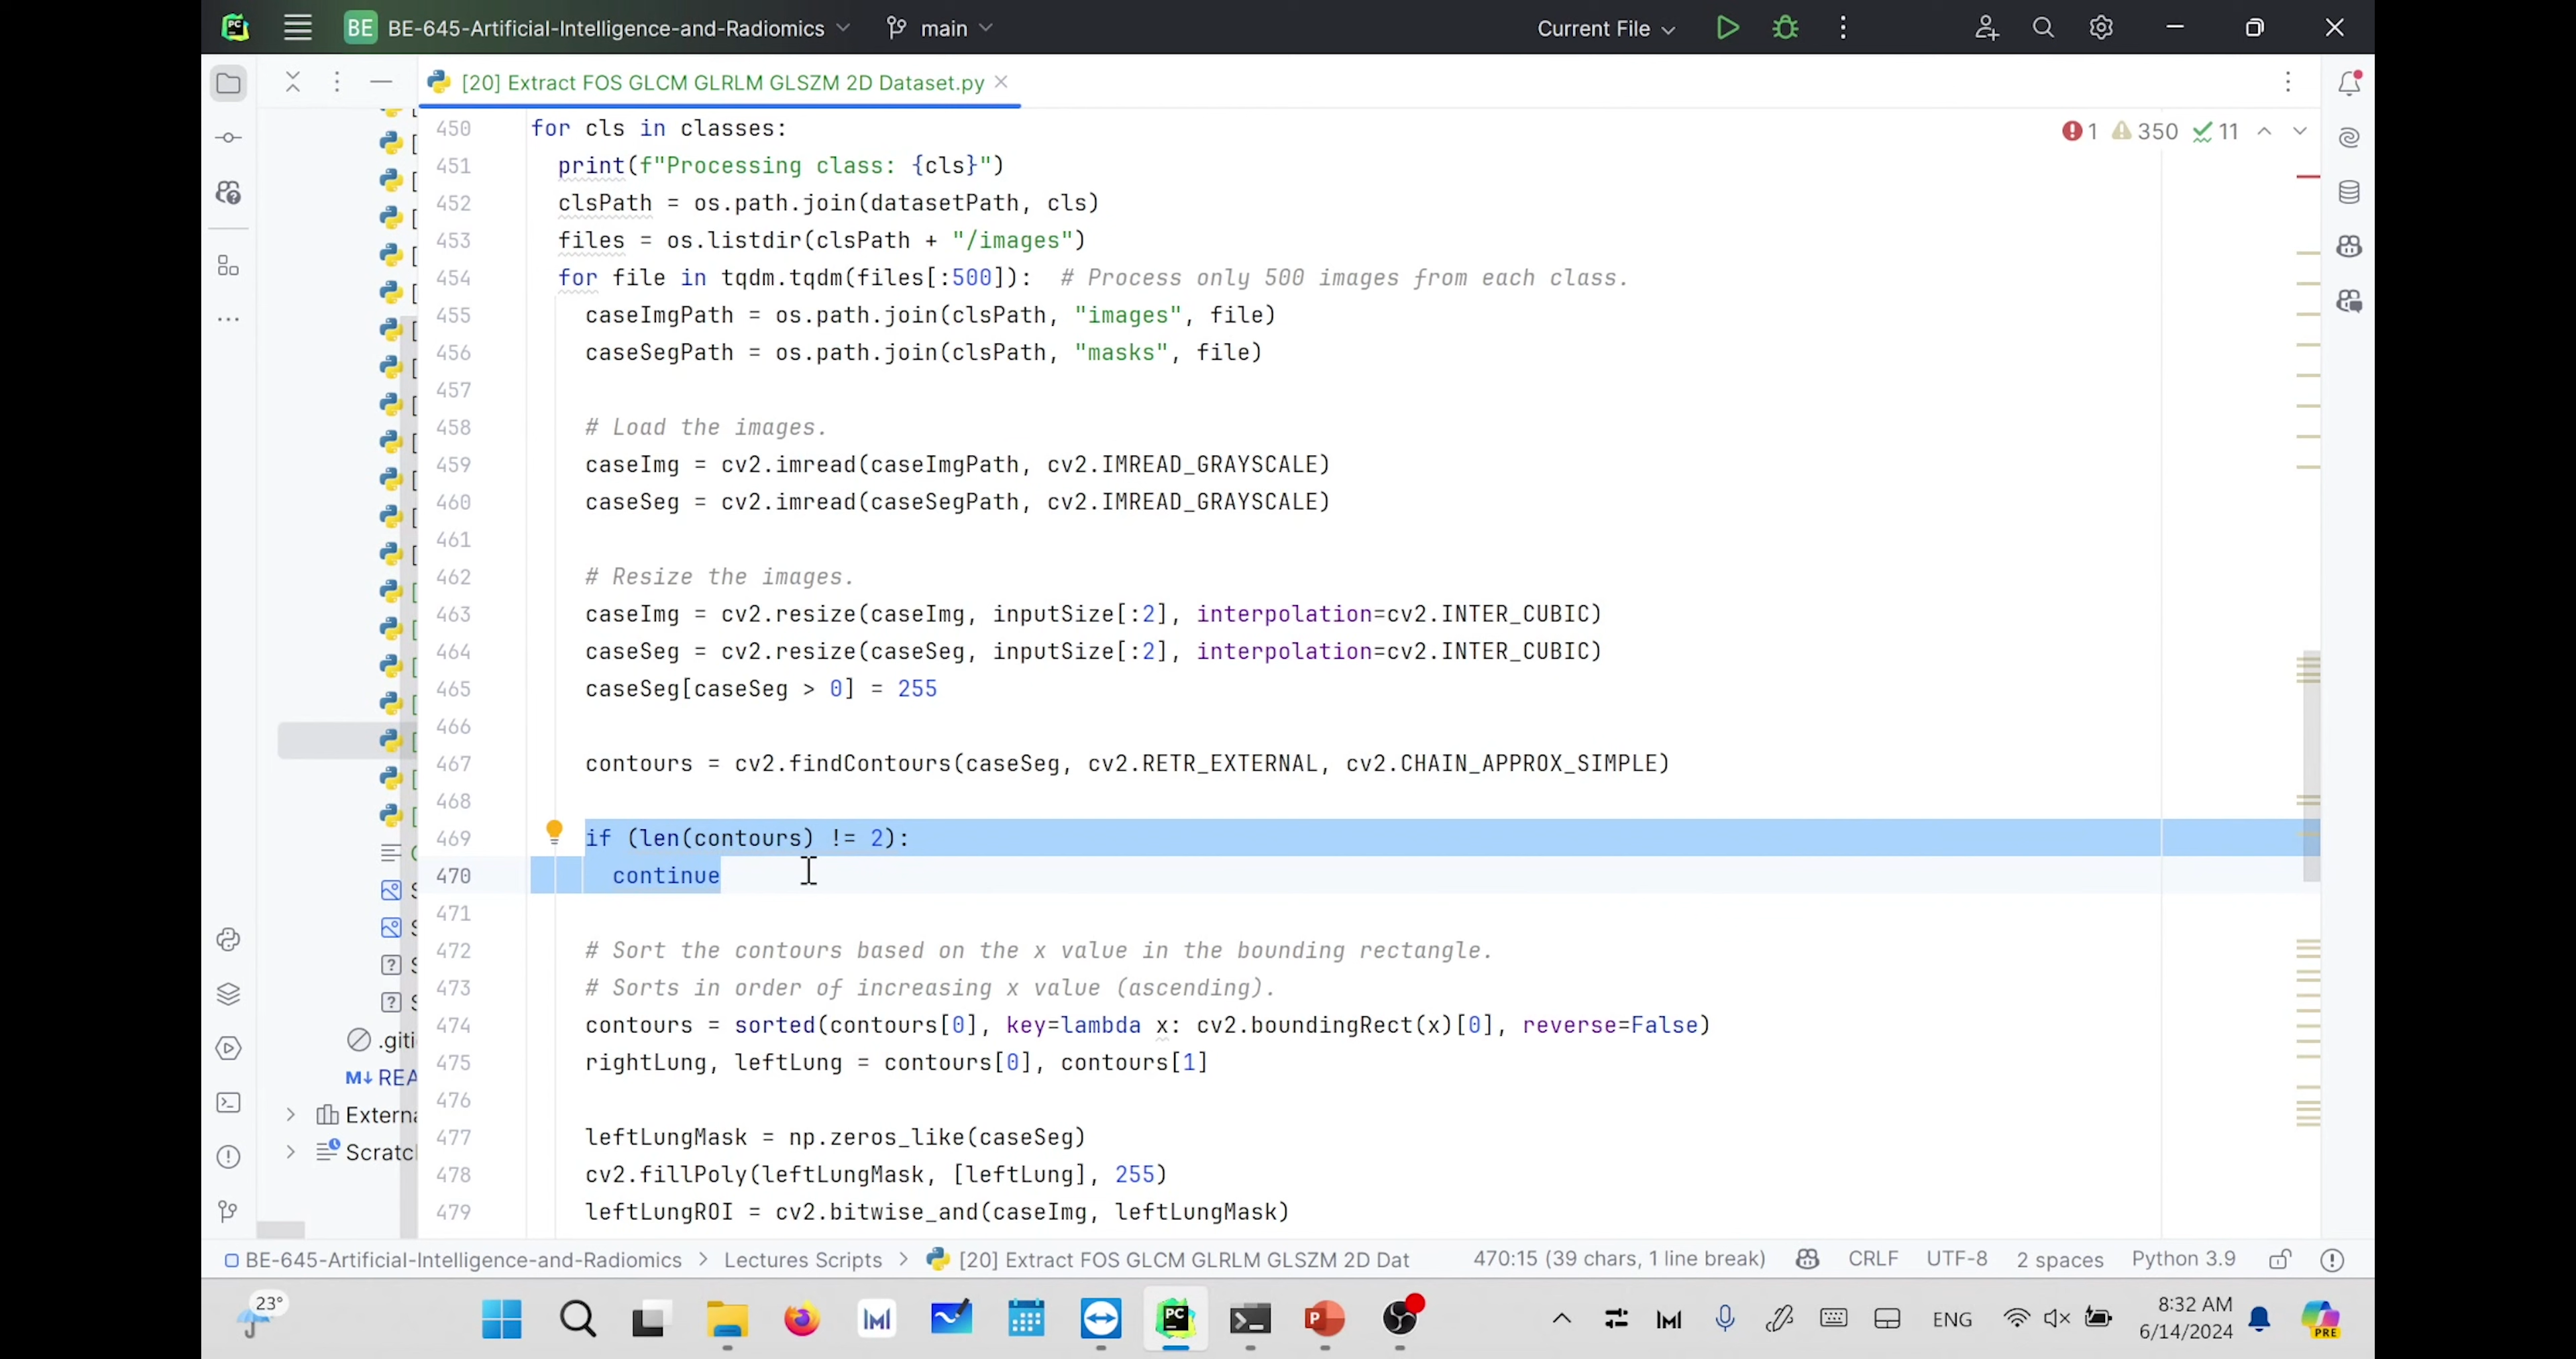 BE BE-645-Artificial-Intelligence-and-Radiomics main Current File
[20] Extract FOS GLCM GLRLM GLSZM 2D Dataset.py
1 350 11
450 for cls in classes:
451 print(f"Processing class: {cls}")
452 clsPath = os.path.join(datasetPath, cls)
453 files = os.listdir(clsPath + "/images")
454 for file in tqdm.tqdm(files[:500]): # Process only 500 images from each class.
455 caseImgPath = os.path.join(clsPath, "images", file)
456 caseSegPath = os.path.join(clsPath, "masks", file)
457
458 # Load the images.
459 caseImg = cv2.imread(caseImgPath, cv2.IMREAD_GRAYSCALE)
460 caseSeg = cv2.imread(caseSegPath, cv2.IMREAD_GRAYSCALE)
461
462 # Resize the images.
463 caseImg = cv2.resize(caseImg, inputSize[:2], interpolation=cv2.INTER_CUBIC)
464 caseSeg = cv2.resize(caseSeg, inputSize[:2], interpolation=cv2.INTER_CUBIC)
465 caseSeg[caseSeg > 0] = 255
466
467 contours = cv2.findContours(caseSeg, cv2.RETR_EXTERNAL, cv2.CHAIN_APPROX_SIMPLE)
468
469 if (len(contours) != 2):
470 continue
471
472 # Sort the contours based on the x value in the bounding rectangle.
473 # Sorts in order of increasing x value (ascending).
474 contours = sorted(contours[0], key=lambda x: cv2.boundingRect(x)[0], reverse=False)
.giti
475 rightLung, leftLung = contours[0], contours[1]
M↓ REA
476
Externa
477 leftLungMask = np.zeros_like(caseSeg)
Scratc
478 cv2.fillPoly(leftLungMask, [leftLung], 255)
479 leftLungROI = cv2.bitwise_and(caseImg, leftLungMask)
BE-645-Artificial-Intelligence-and-Radiomics > Lectures Scripts > [20] Extract FOS GLCM GLRLM GLSZM 2D Dat 470:15 (39 chars, 1 line break) CRLF UTF-8 2 spaces Python 3.9
23° ENG 8:32 AM
6/14/2024
PRE